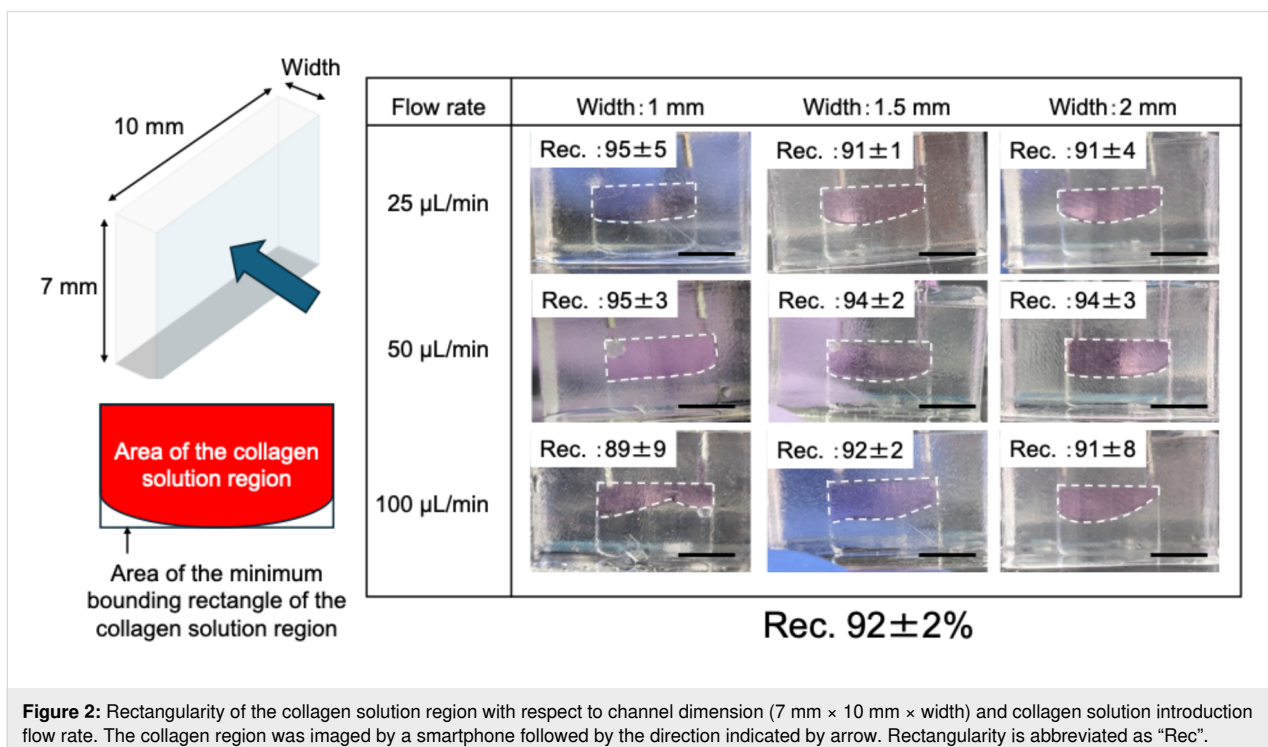 Width
10 mm
7 mm
Area of the collagen
solution region
Area of the minimum
bounding rectangle of the
collagen solution region
Flow rate Width:1 mm Width:1.5 mm Width:2 mm
25 μL/min Rec. :95±5 Rec. :91±1 Rec. :91±4
50 μL/min Rec. :95±3 Rec. :94±2 Rec. :94±3
100 μL/min Rec. :89±9 Rec. :92±2 Rec. :91±8
Rec. 92±2%
Figure 2: Rectangularity of the collagen solution region with respect to channel dimension (7 mm × 10 mm × width) and collagen solution introduction
flow rate. The collagen region was imaged by a smartphone followed by the direction indicated by arrow. Rectangularity is abbreviated as “Rec”.